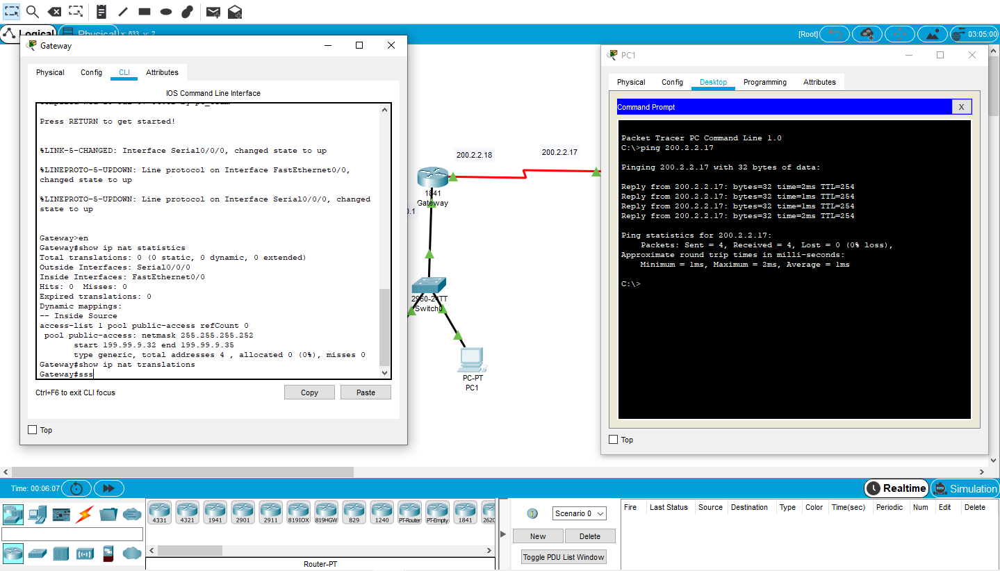 Logical
Physical
x: 633, y: 2
[Root]
03:05:00
Gateway
Physical
Config
CLI
Attributes
IOS Command Line Interface
Press RETURN to get started!
%LINK-5-CHANGED: Interface Serial0/0/0, changed state to up
%LINEPROTO-5-UPDOWN: Line protocol on Interface FastEthernet0/0,
changed state to up
%LINEPROTO-5-UPDOWN: Line protocol on Interface Serial0/0/0, changed
state to up
Gateway>en
Gateway#show ip nat statistics
Total translations: 0 (0 static, 0 dynamic, 0 extended)
Outside Interfaces: Serial0/0/0
Inside Interfaces: FastEthernet0/0
Hits: 0  Misses: 0
Expired translations: 0
Dynamic mappings:
-- Inside Source
access-list 1 pool public-access refCount 0
pool public-access: netmask 255.255.255.252
start 199.99.9.32 end 199.99.9.35
type generic, total addresses 4 , allocated 0 (0%), misses 0
Gateway#show ip nat translations
Gateway#sss
Ctrl+F6 to exit CLI focus
Copy
Paste
Top
200.2.2.18
200.2.2.17
1841
Gateway
0.1
2960-24TT
Switch0
PC-PT
PC1
PC1
Physical
Config
Desktop
Programming
Attributes
Command Prompt
X
Packet Tracer PC Command Line 1.0
C:\>ping 200.2.2.17
Pinging 200.2.2.17 with 32 bytes of data:
Reply from 200.2.2.17: bytes=32 time=2ms TTL=254
Reply from 200.2.2.17: bytes=32 time=1ms TTL=254
Reply from 200.2.2.17: bytes=32 time=1ms TTL=254
Reply from 200.2.2.17: bytes=32 time=2ms TTL=254
Ping statistics for 200.2.2.17:
Packets: Sent = 4, Received = 4, Lost = 0 (0% loss),
Approximate round trip times in milli-seconds:
Minimum = 1ms, Maximum = 2ms, Average = 1ms
C:\>
Top
Time: 00:06:07
Realtime
Simulation
4331
4321
1941
2901
2911
819IOX
819HGW
829
1240
PT-Router
PT-Empty
1841
2620
Router-PT
Scenario 0
New
Delete
Toggle PDU List Window
Fire
Last Status
Source
Destination
Type
Color
Time(sec)
Periodic
Num
Edit
Delete